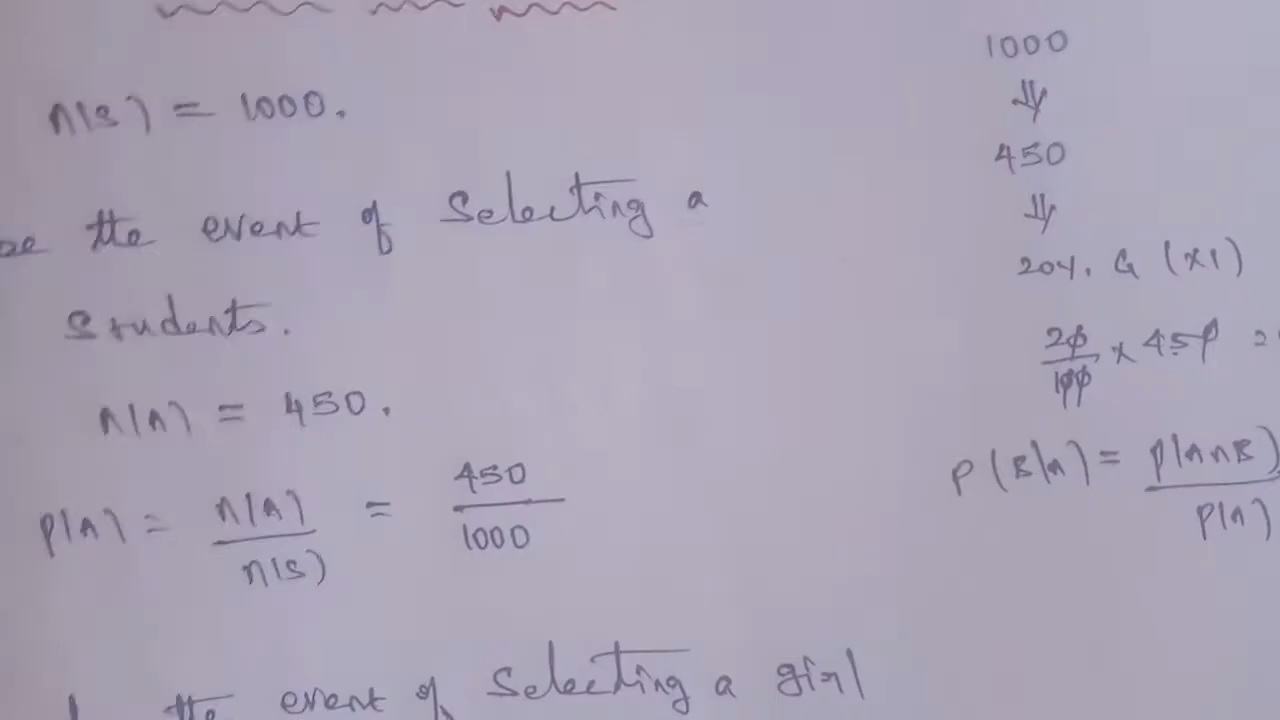 n(S) = 1000.
the event of Selecting a
Students.
n(A) = 450.
P(A) = n(A)/n(S) = 450/1000
the event of Selecting a girl
1000
⇓
450
⇓
20%. G (XI)
20/100 × 450 =
P(B|A) = P(A∩B)/P(A)